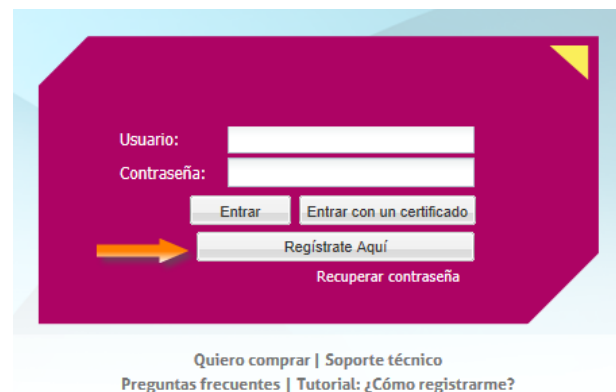 Usuario:
Contraseña:
Entrar Entrar con un certificado
Regístrate Aquí
Recuperar contraseña
Quiero comprar | Soporte técnico
Preguntas frecuentes | Tutorial: ¿Cómo registrarme?